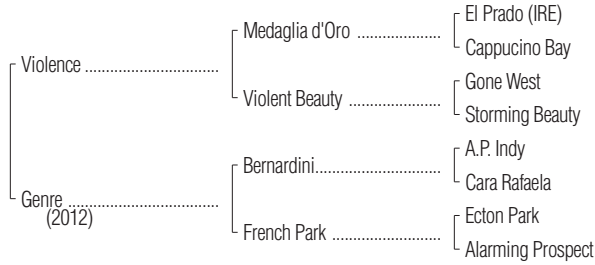 El Prado (IRE)
Medaglia d'Oro ....................
Cappucino Bay
Violence ................................
Gone West
Violent Beauty ......................
Storming Beauty
A.P. Indy
Bernardini..............................
Cara Rafaela
Genre ....................................
(2012)
Ecton Park
French Park ..........................
Alarming Prospect